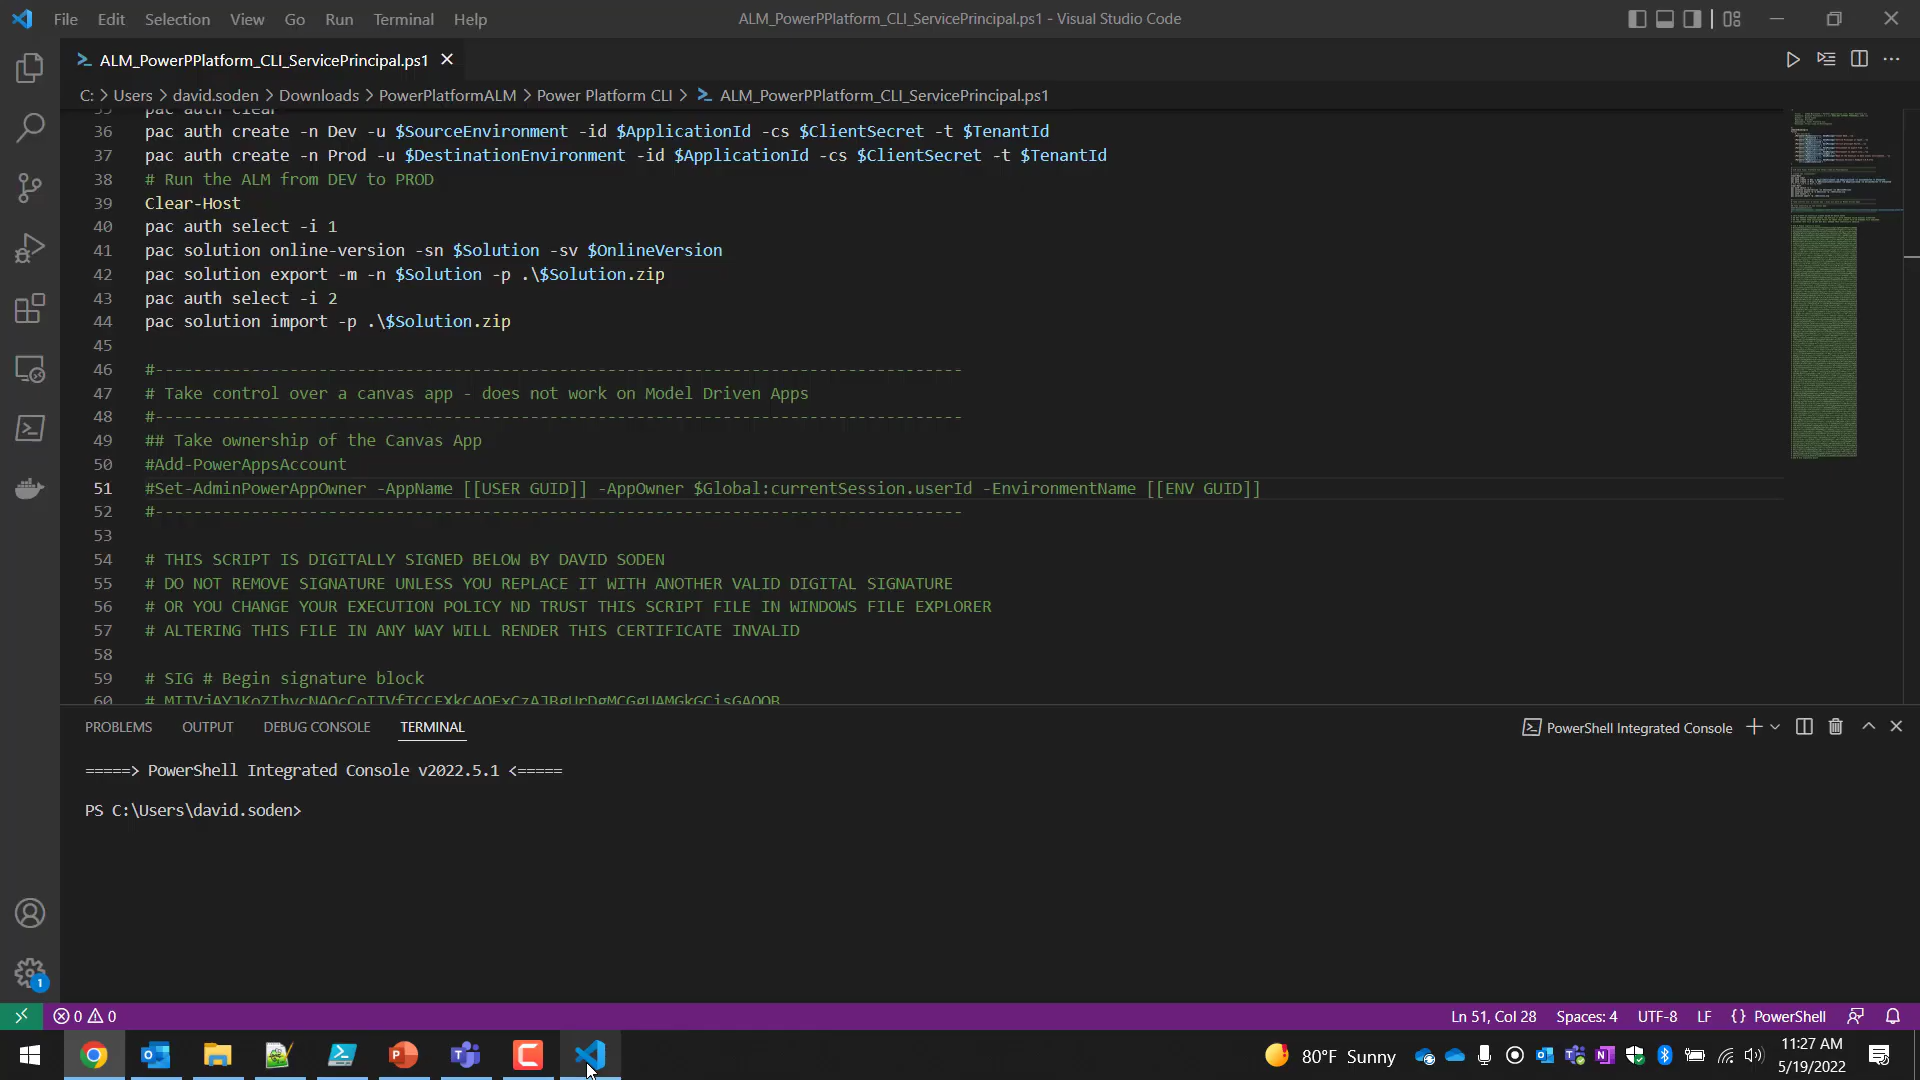 File Edit Selection View Go Run Terminal Help
ALM_PowerPPlatform_CLI_ServicePrincipal.ps1 - Visual Studio Code
ALM_PowerPPlatform_CLI_ServicePrincipal.ps1
C: > Users > david.soden > Downloads > PowerPlatformALM > Power Platform CLI > ALM_PowerPPlatform_CLI_ServicePrincipal.ps1
35 pac auth clear
36 pac auth create -n Dev -u $SourceEnvironment -id $ApplicationId -cs $ClientSecret -t $TenantId
37 pac auth create -n Prod -u $DestinationEnvironment -id $ApplicationId -cs $ClientSecret -t $TenantId
38 # Run the ALM from DEV to PROD
39 Clear-Host
40 pac auth select -i 1
41 pac solution online-version -sn $Solution -sv $OnlineVersion
42 pac solution export -m -n $Solution -p .\$Solution.zip
43 pac auth select -i 2
44 pac solution import -p .\$Solution.zip
45
46 #------------------------------------------------------------------------------------
47 # Take control over a canvas app - does not work on Model Driven Apps
48 #------------------------------------------------------------------------------------
49 ## Take ownership of the Canvas App
50 #Add-PowerAppsAccount
51 #Set-AdminPowerAppOwner -AppName [[USER GUID]] -AppOwner $Global:currentSession.userId -EnvironmentName [[ENV GUID]]
52 #------------------------------------------------------------------------------------
53
54 # THIS SCRIPT IS DIGITALLY SIGNED BELOW BY DAVID SODEN
55 # DO NOT REMOVE SIGNATURE UNLESS YOU REPLACE IT WITH ANOTHER VALID DIGITAL SIGNATURE
56 # OR YOU CHANGE YOUR EXECUTION POLICY ND TRUST THIS SCRIPT FILE IN WINDOWS FILE EXPLORER
57 # ALTERING THIS FILE IN ANY WAY WILL RENDER THIS CERTIFICATE INVALID
58
59 # SIG # Begin signature block
60
PROBLEMS OUTPUT DEBUG CONSOLE TERMINAL
PowerShell Integrated Console
=====> PowerShell Integrated Console v2022.5.1 <=====
PS C:\Users\david.soden>
1
0 0
Ln 51, Col 28 Spaces: 4 UTF-8 LF {} PowerShell
80°F Sunny
11:27 AM
5/19/2022